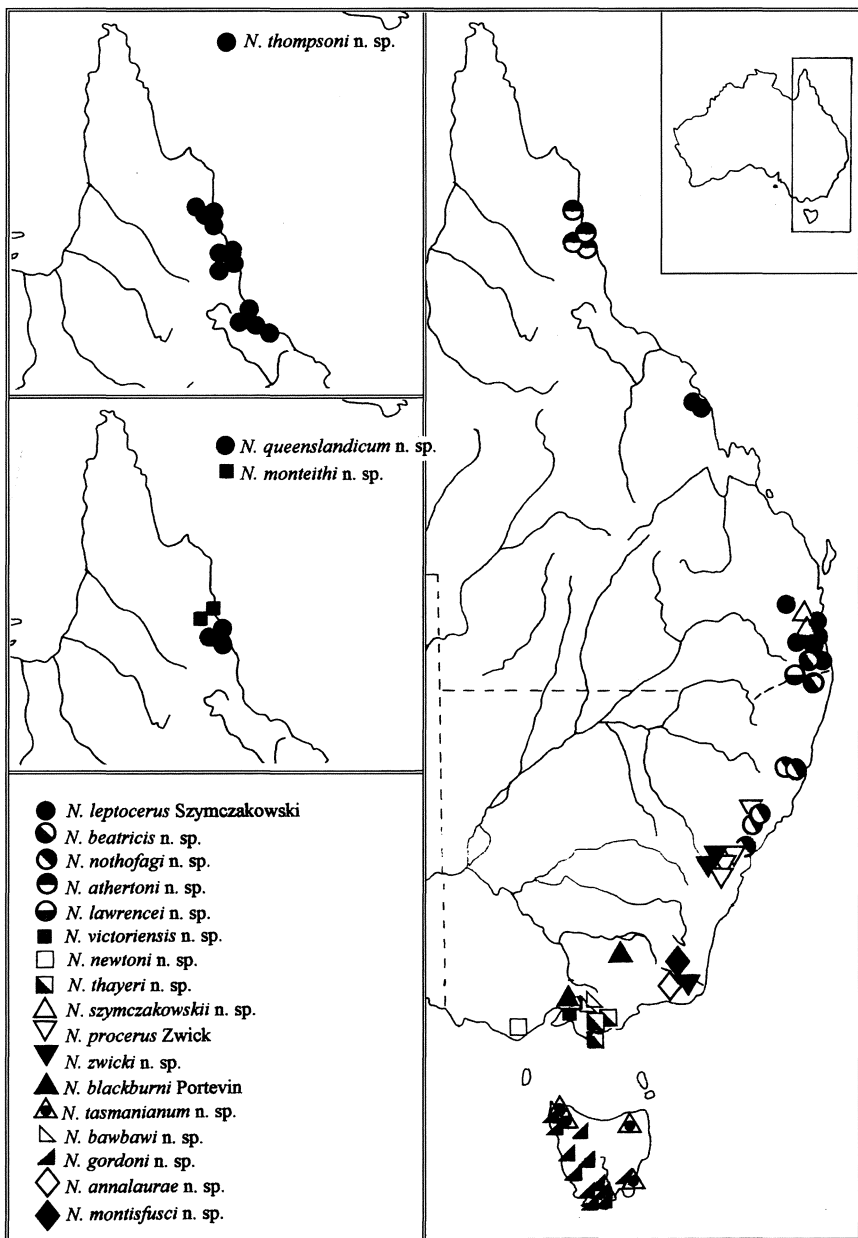 N. thompsoni n. sp.
N. queenslandicum n. sp.
N. monteithi n. sp.
N. leptocerus Szymczakowski
N. beatricis n. sp.
N. nothofagi n. sp.
N. athertoni n. sp.
N. lawrencei n. sp.
N. victoriensis n. sp.
N. newtoni n. sp.
N. thayeri n. sp.
N. szymczakowskii n. sp.
N. procerus Zwick
N. zwicki n. sp.
N. blackburni Portevin
N. tasmanianum n. sp.
N. bawbawi n. sp.
N. gordoni n. sp.
N. annalaurae n. sp.
N. montisfusci n. sp.